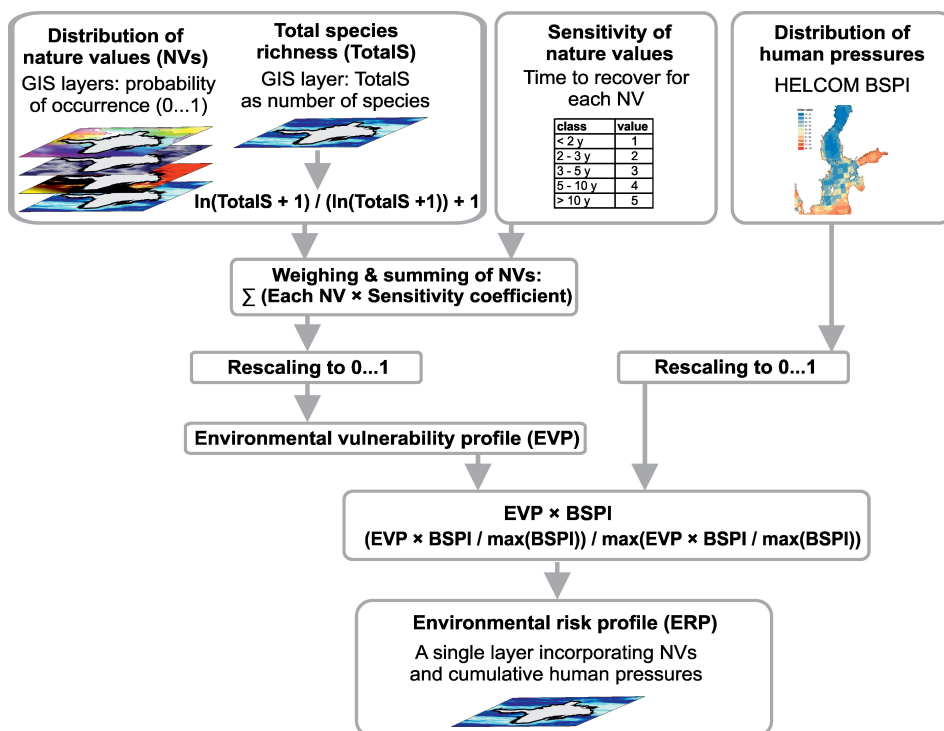 Distribution of
nature values (NVs)
GIS layers: probability
of occurrence (0...1)
Total species
richness (TotalS)
GIS layer: TotalS
as number of species
ln(TotalS + 1) / (ln(TotalS +1)) + 1
Sensitivity of
nature values
Time to recover for
each NV
class value
< 2 y 1
2 - 3 y 2
3 - 5 y 3
5 - 10 y 4
> 10 y 5
Distribution of
human pressures
HELCOM BSPI
Weighing & summing of NVs:
∑ (Each NV × Sensitivity coefficient)
Rescaling to 0...1
Rescaling to 0...1
Environmental vulnerability profile (EVP)
EVP × BSPI
(EVP × BSPI / max(BSPI)) / max(EVP × BSPI / max(BSPI))
Environmental risk profile (ERP)
A single layer incorporating NVs
and cumulative human pressures